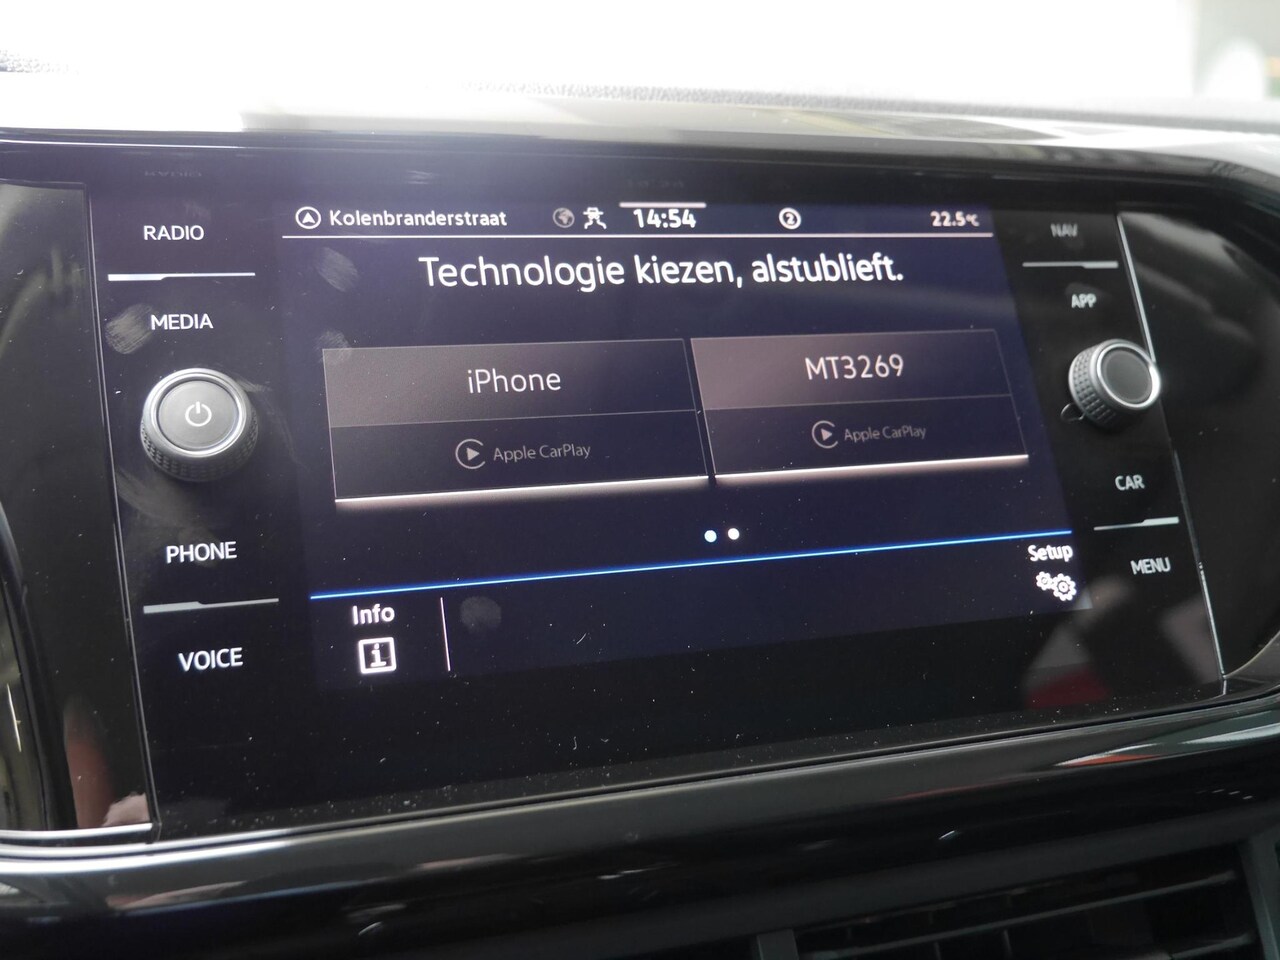 RADIO
MEDIA
PHONE
VOICE
Kolenbranderstraat
14:54
2
22.5°C
Technologie kiezen, alstublieft.
iPhone
Apple CarPlay
MT3269
Apple CarPlay
Info
i
Setup
NAV
APP
CAR
MENU